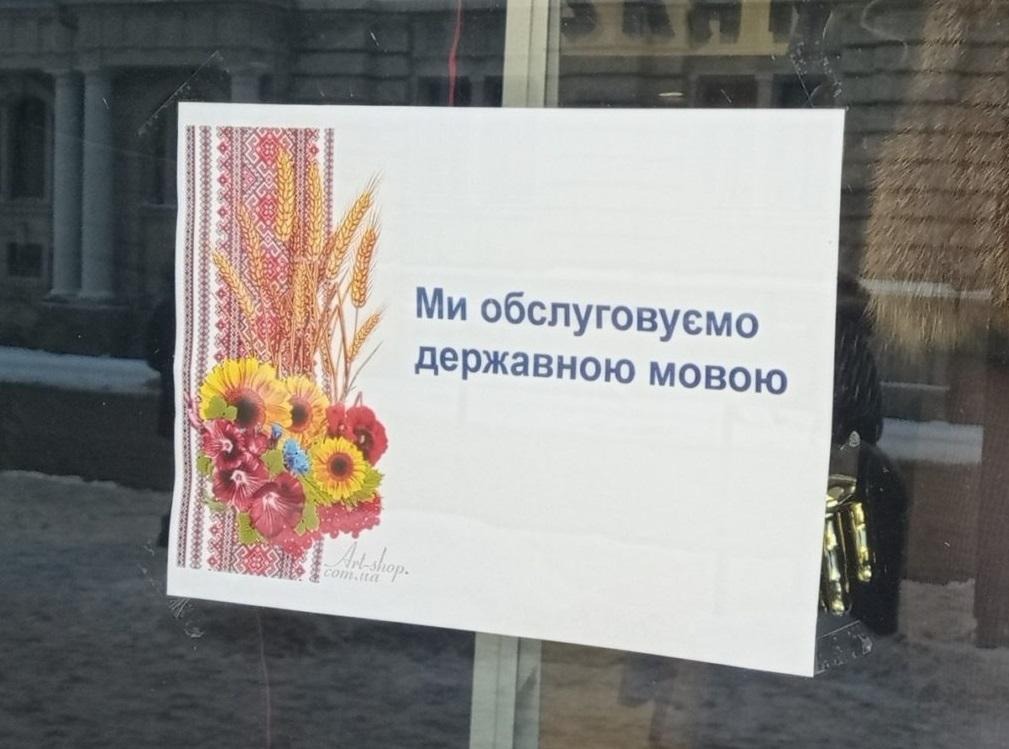 Ми обслуговуємо
державною мовою
Art-shop.
com.ua